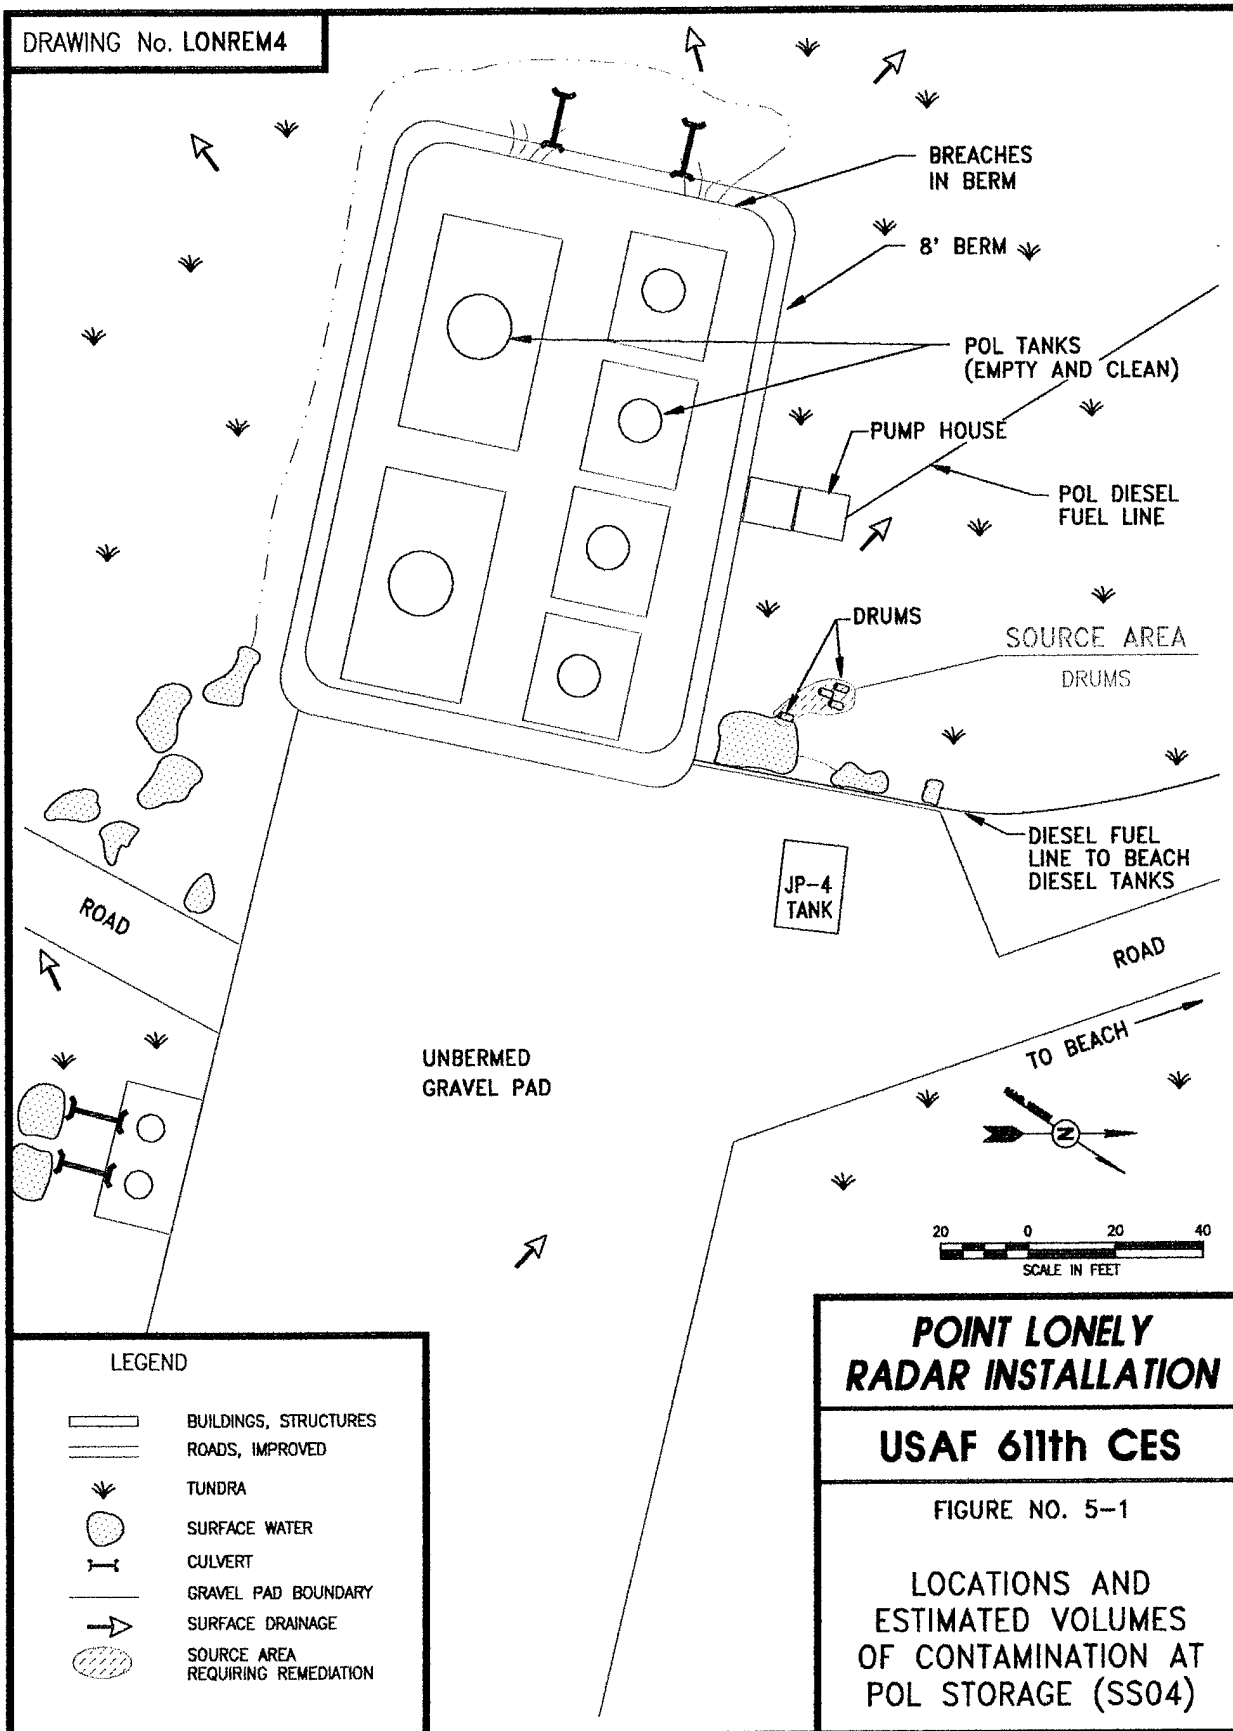 DRAWING No. LONREM4
BREACHES
IN BERM
8' BERM
POL TANKS
(EMPTY AND CLEAN)
PUMP HOUSE
POL DIESEL
FUEL LINE
DRUMS
SOURCE AREA
DRUMS
DIESEL FUEL
LINE TO BEACH
DIESEL TANKS
JP-4
TANK
ROAD
ROAD
TO BEACH
UNBERMED
GRAVEL PAD
N
20 0 20 40
SCALE IN FEET
LEGEND
BUILDINGS, STRUCTURES
ROADS, IMPROVED
TUNDRA
SURFACE WATER
CULVERT
GRAVEL PAD BOUNDARY
SURFACE DRAINAGE
SOURCE AREA
REQUIRING REMEDIATION
POINT LONELY
RADAR INSTALLATION
USAF 611th CES
FIGURE NO. 5-1
LOCATIONS AND
ESTIMATED VOLUMES
OF CONTAMINATION AT
POL STORAGE (SS04)